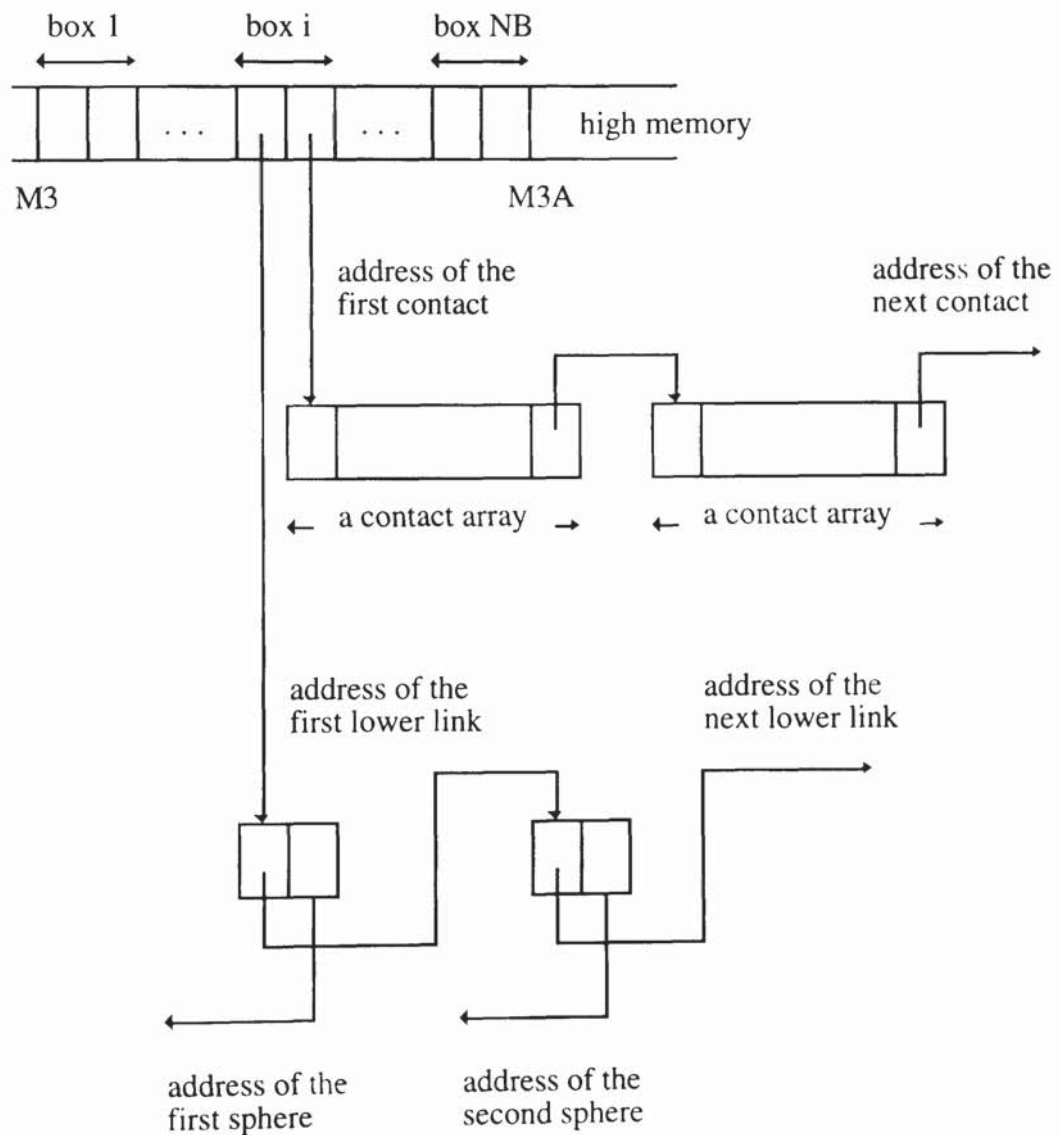 box 1 box i box NB
... ... high memory
M3 M3A
address of the
first contact
address of the
next contact
a contact array a contact array
address of the
first lower link
address of the
next lower link
address of the
first sphere
address of the
second sphere